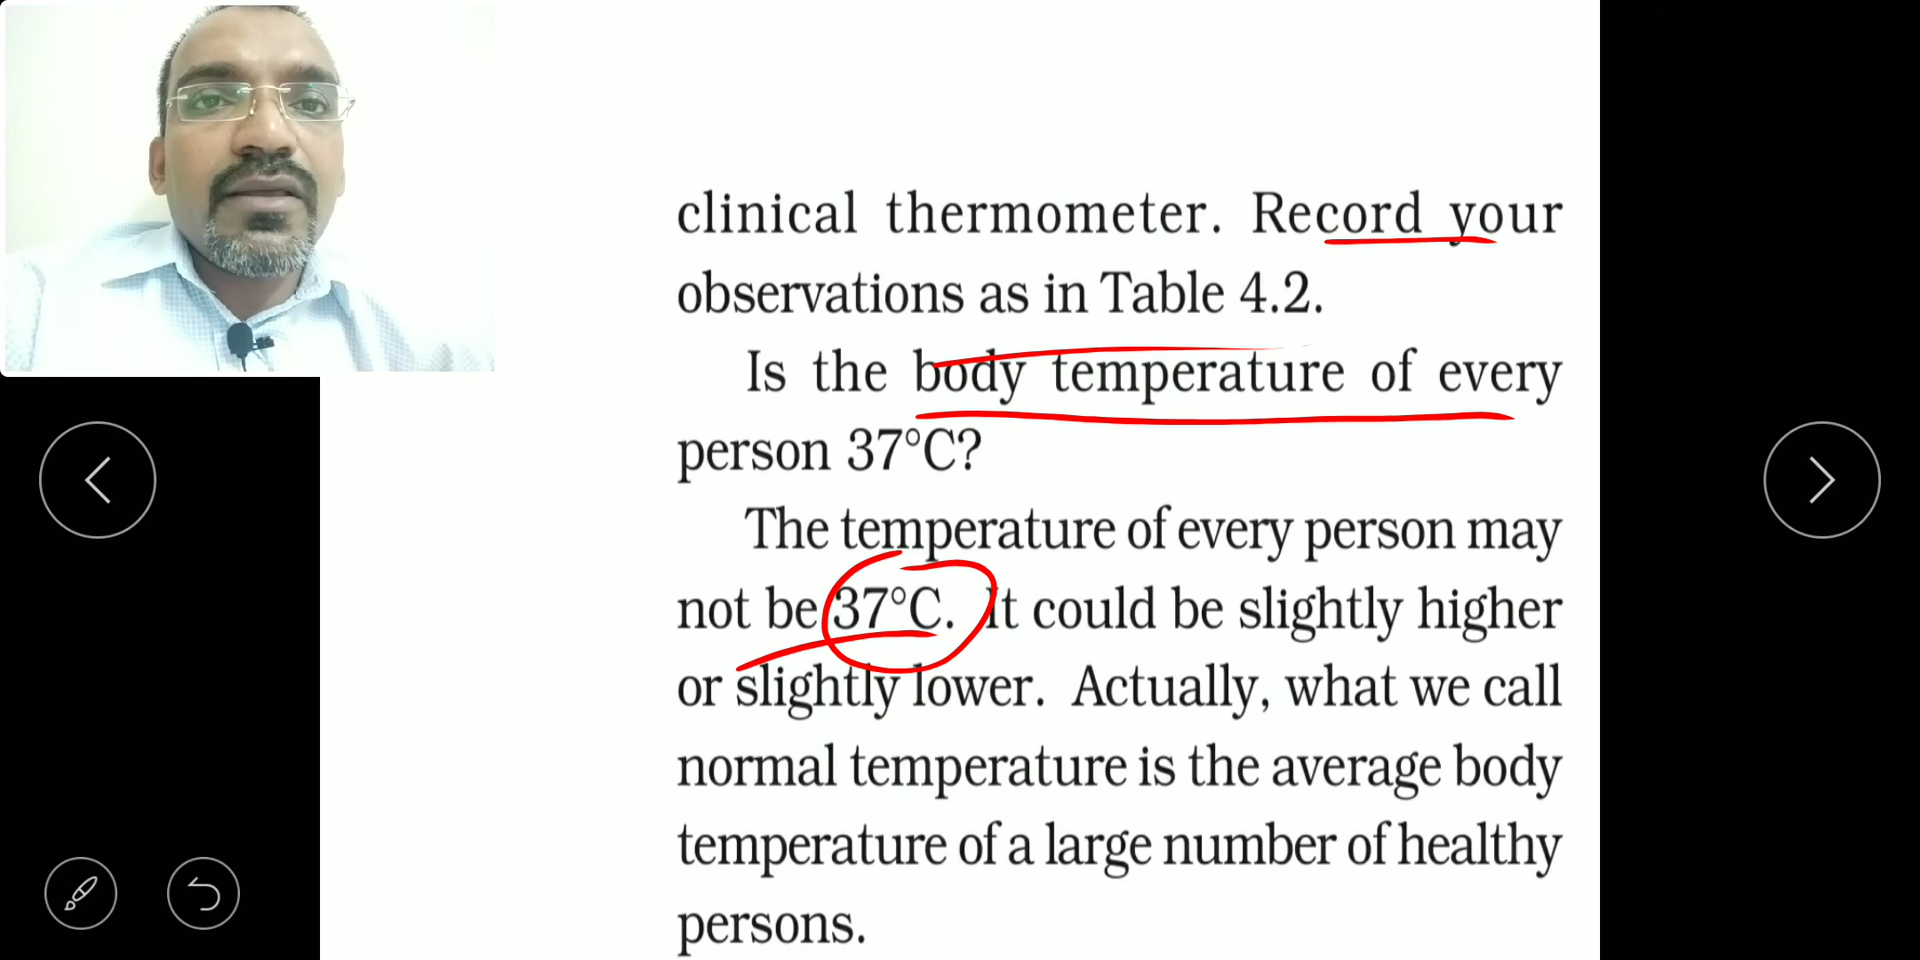 clinical thermometer. Record your
observations as in Table 4.2.
Is the body temperature of every
person 37°C?
The temperature of every person may
not be 37°C. It could be slightly higher
or slightly lower. Actually, what we call
normal temperature is the average body
temperature of a large number of healthy
persons.